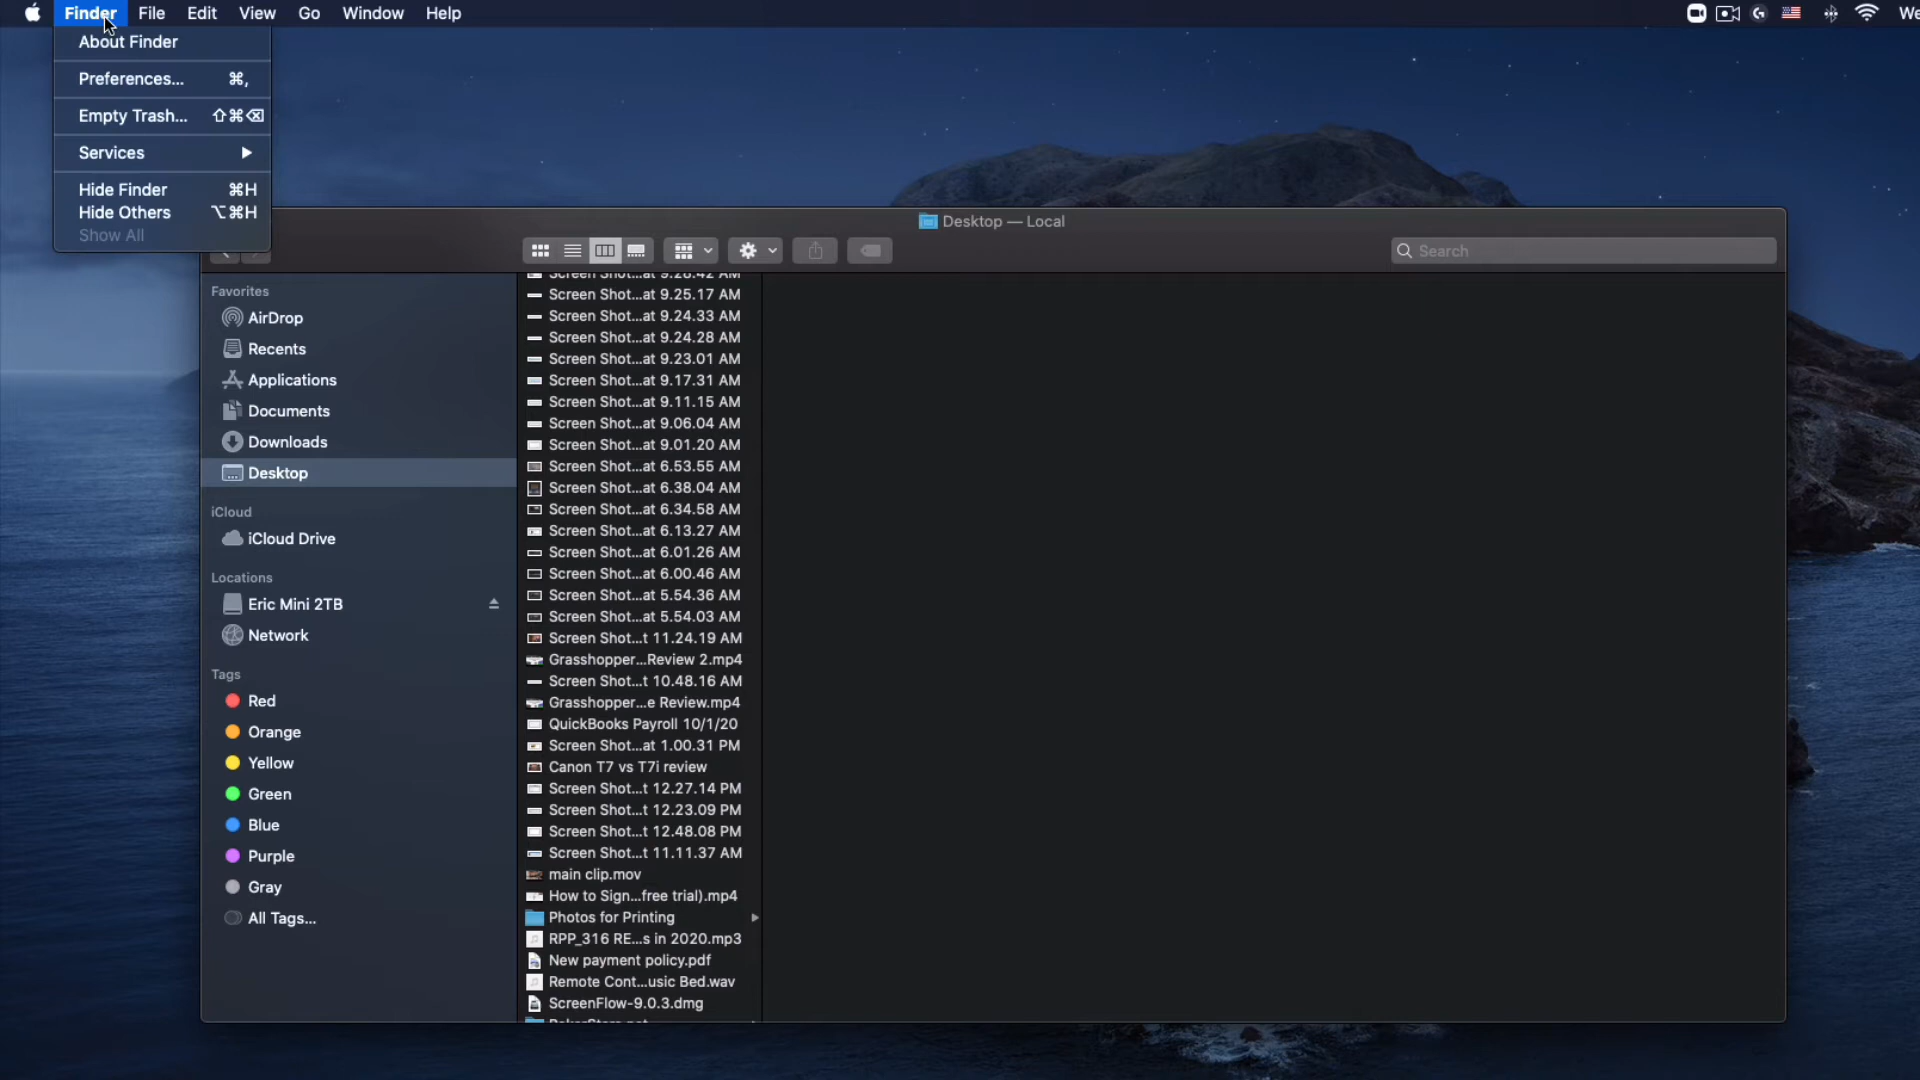 Finder File Edit View Go Window Help We
About Finder
Preferences... ⌘,
Empty Trash... ⇧⌘⌫
Services ▶
Hide Finder ⌘H
Hide Others ⌥⌘H
Show All
Desktop — Local
Search
Favorites
AirDrop
Recents
Applications
Documents
Downloads
Desktop
iCloud
iCloud Drive
Locations
Eric Mini 2TB
Network
Tags
Red
Orange
Yellow
Green
Blue
Purple
Gray
All Tags...
Screen Shot...at 9.25.17 AM
Screen Shot...at 9.24.33 AM
Screen Shot...at 9.24.28 AM
Screen Shot...at 9.23.01 AM
Screen Shot...at 9.17.31 AM
Screen Shot...at 9.11.15 AM
Screen Shot...at 9.06.04 AM
Screen Shot...at 9.01.20 AM
Screen Shot...at 6.53.55 AM
Screen Shot...at 6.38.04 AM
Screen Shot...at 6.34.58 AM
Screen Shot...at 6.13.27 AM
Screen Shot...at 6.01.26 AM
Screen Shot...at 6.00.46 AM
Screen Shot...at 5.54.36 AM
Screen Shot...at 5.54.03 AM
Screen Shot...t 11.24.19 AM
Grasshopper...Review 2.mp4
Screen Shot...t 10.48.16 AM
Grasshopper...e Review.mp4
QuickBooks Payroll 10/1/20
Screen Shot...at 1.00.31 PM
Canon T7 vs T7i review
Screen Shot...t 12.27.14 PM
Screen Shot...t 12.23.09 PM
Screen Shot...t 12.48.08 PM
Screen Shot...t 11.11.37 AM
main clip.mov
How to Sign...free trial).mp4
Photos for Printing
RPP_316 RE...s in 2020.mp3
New payment policy.pdf
Remote Cont...usic Bed.wav
ScreenFlow-9.0.3.dmg